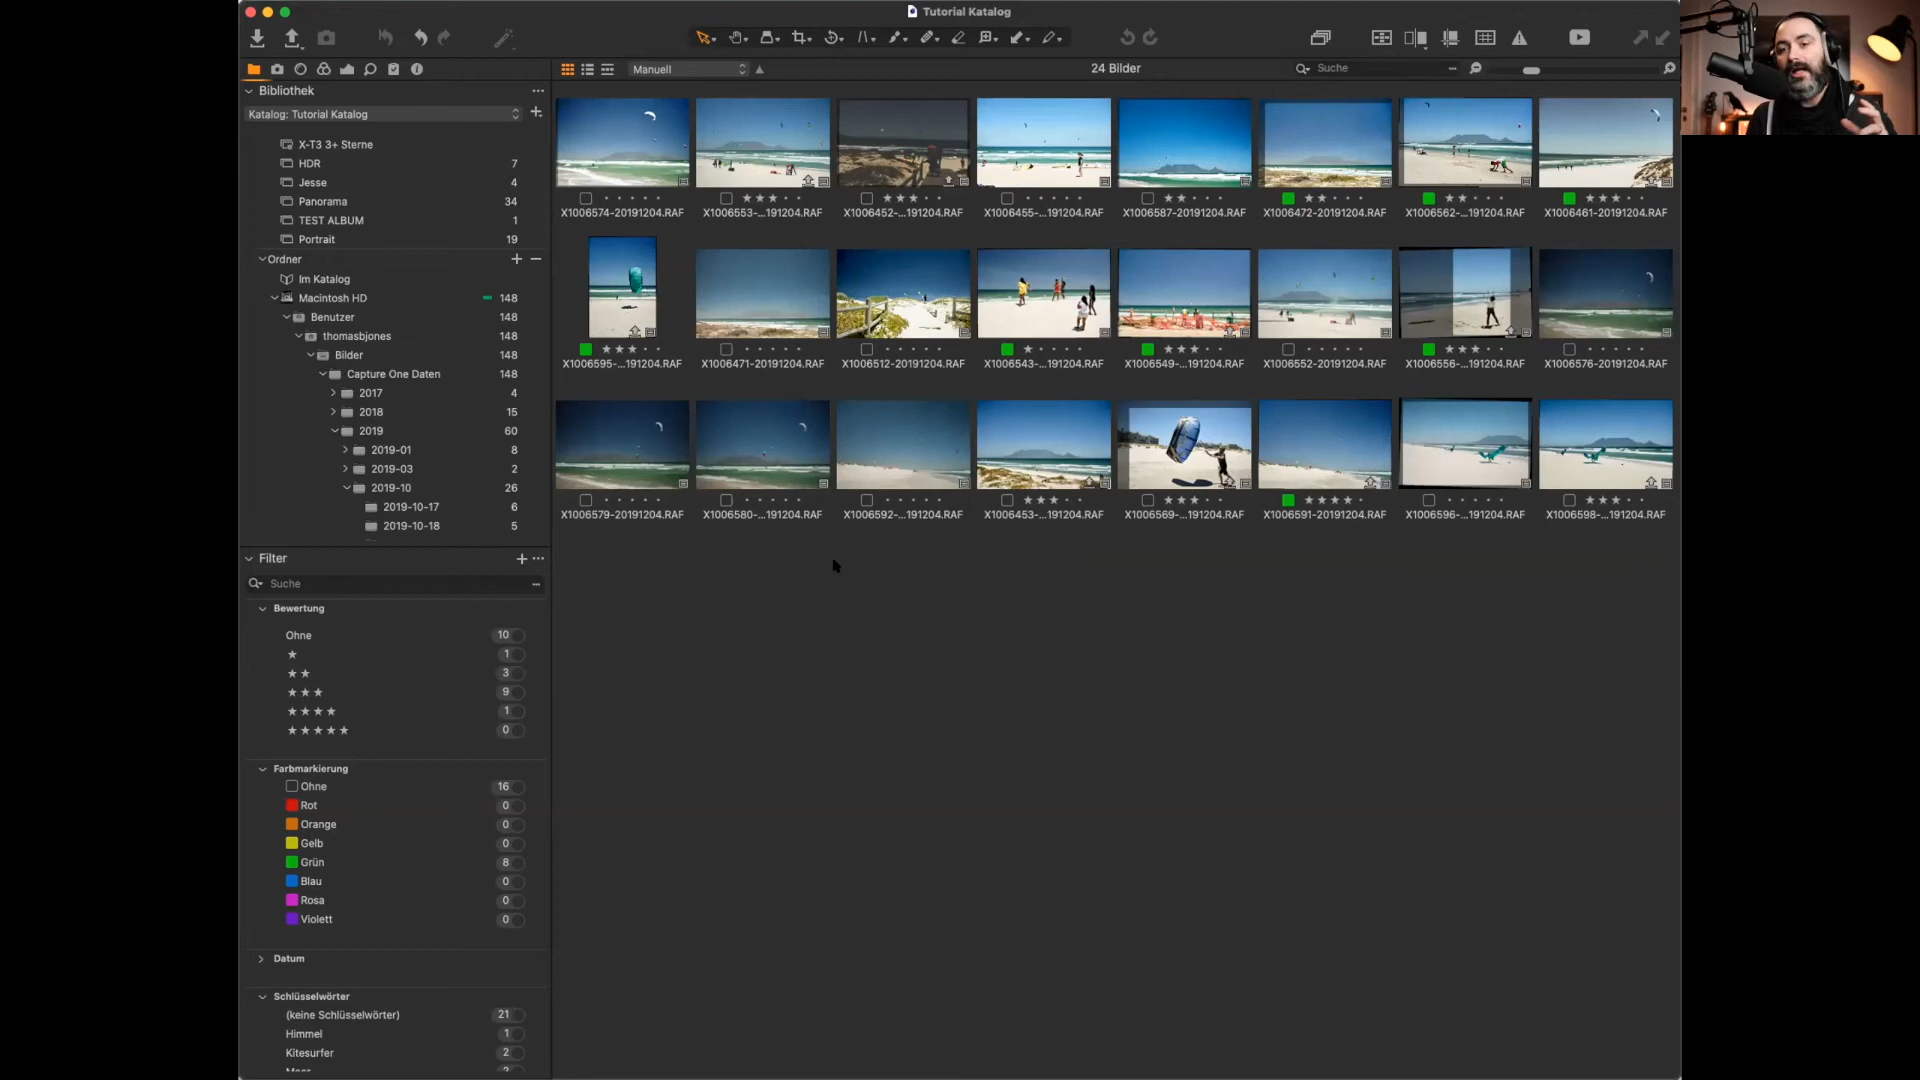 Tutorial Katalog
Manuell
24 Bilder
Suche
Bibliothek
Katalog: Tutorial Katalog
X-T3 3+ Sterne
HDR 7
Jesse 4
Panorama 34
TEST ALBUM 1
Portrait 19
Ordner
Im Katalog
Macintosh HD 148
Benutzer 148
thomasbjones 148
Bilder 148
Capture One Daten 148
2017 4
2018 15
2019 60
2019-01 8
2019-03 2
2019-10 26
2019-10-17 6
2019-10-18 5
Filter
Suche
Bewertung
Ohne 10
★ 1
★★ 3
★★★ 9
★★★★ 1
★★★★★ 0
Farbmarkierung
Ohne 16
Rot 0
Orange 0
Gelb 0
Grün 8
Blau 0
Rosa 0
Violett 0
Datum
Schlüsselwörter
(keine Schlüsselwörter) 21
Himmel 1
Kitesurfer 2
X1006574-20191204.RAF X1006553-...191204.RAF X1006452-...191204.RAF X1006455-...191204.RAF X1006587-20191204.RAF X1006472-20191204.RAF X1006562-...191204.RAF X1006461-20191204.RAF
X1006595-...191204.RAF X1006471-20191204.RAF X1006512-20191204.RAF X1006543-...191204.RAF X1006549-...191204.RAF X1006552-20191204.RAF X1006556-...191204.RAF X1006576-20191204.RAF
X1006579-20191204.RAF X1006580-...191204.RAF X1006592-...191204.RAF X1006453-...191204.RAF X1006569-...191204.RAF X1006591-20191204.RAF X1006596-...191204.RAF X1006598-...191204.RAF